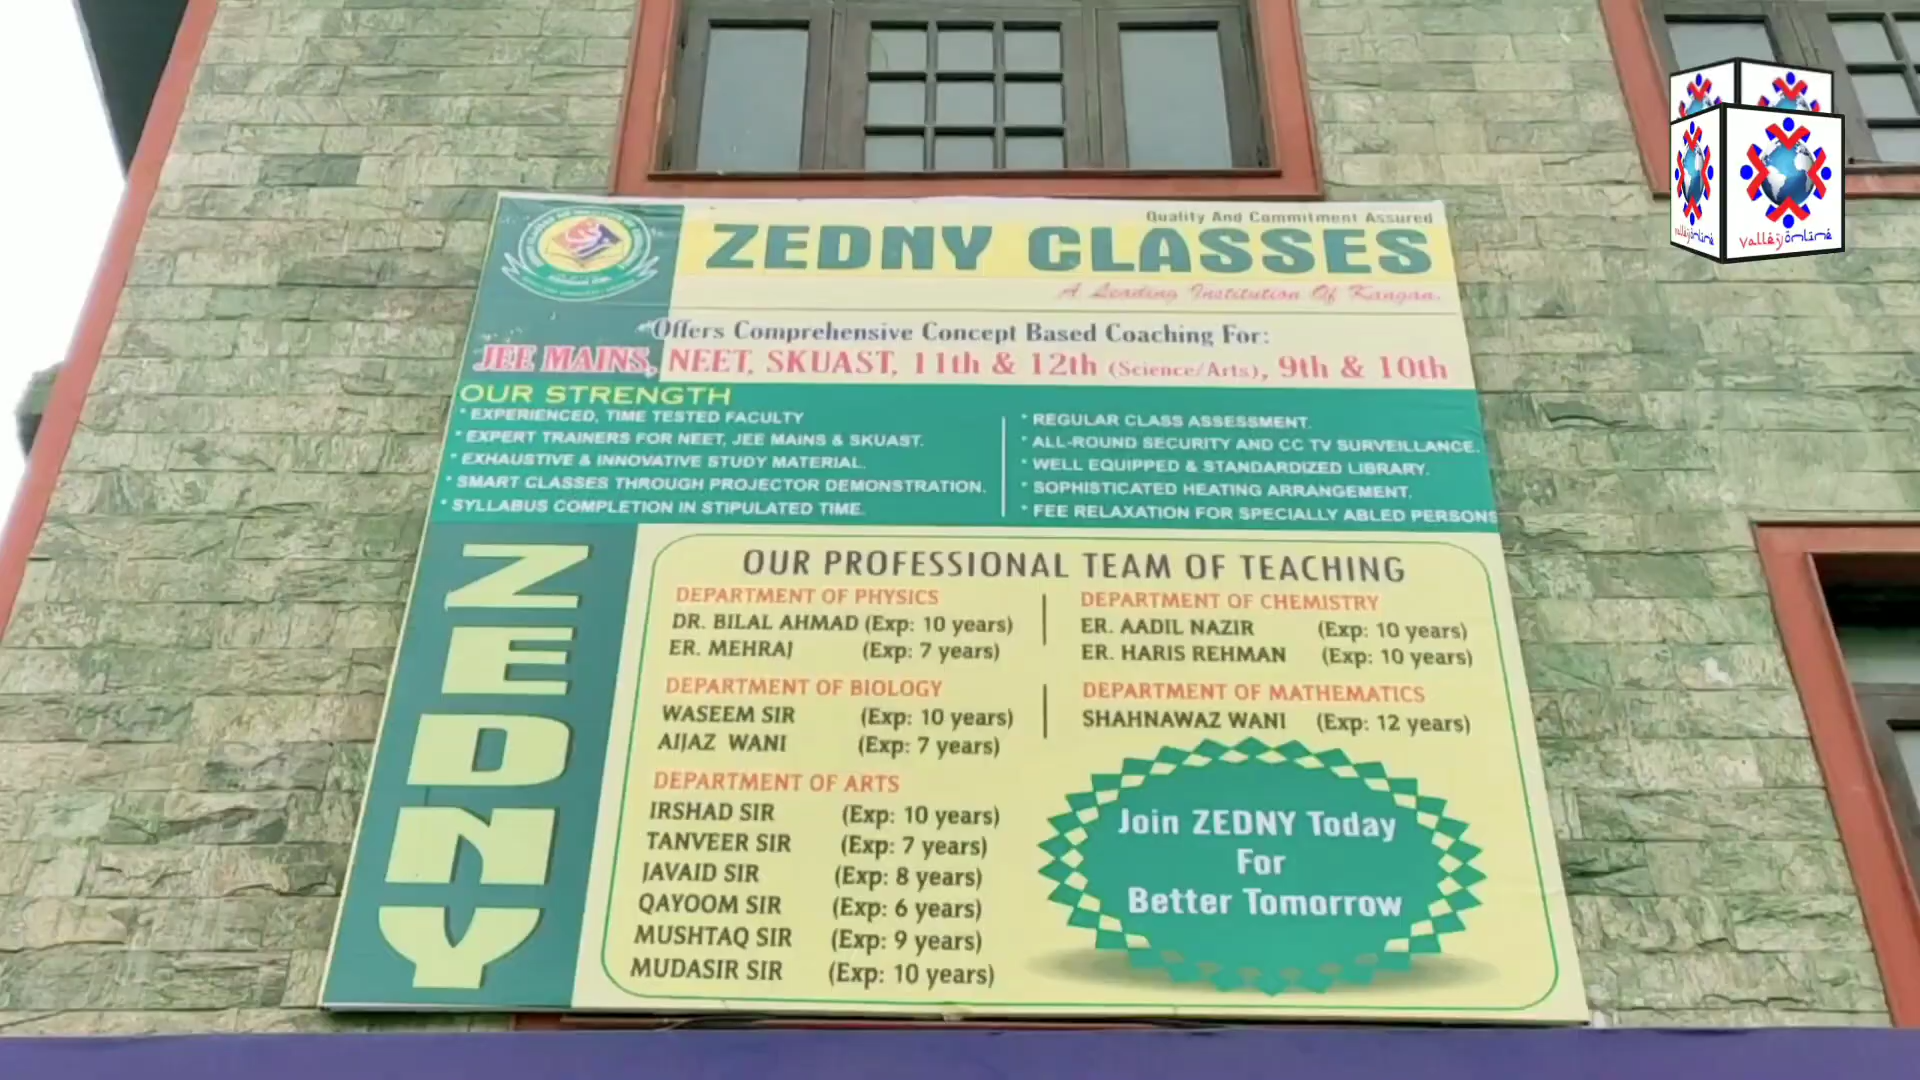 Quality And Commitment Assured
ZEDNY CLASSES
A Leading Institution Of Kangan.
Offers Comprehensive Concept Based Coaching For:
JEE MAINS, NEET, SKUAST, 11th & 12th (Science/Arts), 9th & 10th
OUR STRENGTH
* EXPERIENCED, TIME TESTED FACULTY
* EXPERT TRAINERS FOR NEET, JEE MAINS & SKUAST.
* EXHAUSTIVE & INNOVATIVE STUDY MATERIAL.
* SMART CLASSES THROUGH PROJECTOR DEMONSTRATION.
* SYLLABUS COMPLETION IN STIPULATED TIME.
* REGULAR CLASS ASSESSMENT.
* ALL-ROUND SECURITY AND CC TV SURVEILLANCE.
* WELL EQUIPPED & STANDARDIZED LIBRARY.
* SOPHISTICATED HEATING ARRANGEMENT.
* FEE RELAXATION FOR SPECIALLY ABLED PERSONS
ZEDNY
OUR PROFESSIONAL TEAM OF TEACHING
DEPARTMENT OF PHYSICS
DR. BILAL AHMAD (Exp: 10 years)
ER. MEHRAJ (Exp: 7 years)
DEPARTMENT OF CHEMISTRY
ER. AADIL NAZIR (Exp: 10 years)
ER. HARIS REHMAN (Exp: 10 years)
DEPARTMENT OF BIOLOGY
WASEEM SIR (Exp: 10 years)
AIJAZ WANI (Exp: 7 years)
DEPARTMENT OF MATHEMATICS
SHAHNAWAZ WANI (Exp: 12 years)
DEPARTMENT OF ARTS
IRSHAD SIR (Exp: 10 years)
TANVEER SIR (Exp: 7 years)
JAVAID SIR (Exp: 8 years)
QAYOOM SIR (Exp: 6 years)
MUSHTAQ SIR (Exp: 9 years)
MUDASIR SIR (Exp: 10 years)
Join ZEDNY Today
For
Better Tomorrow